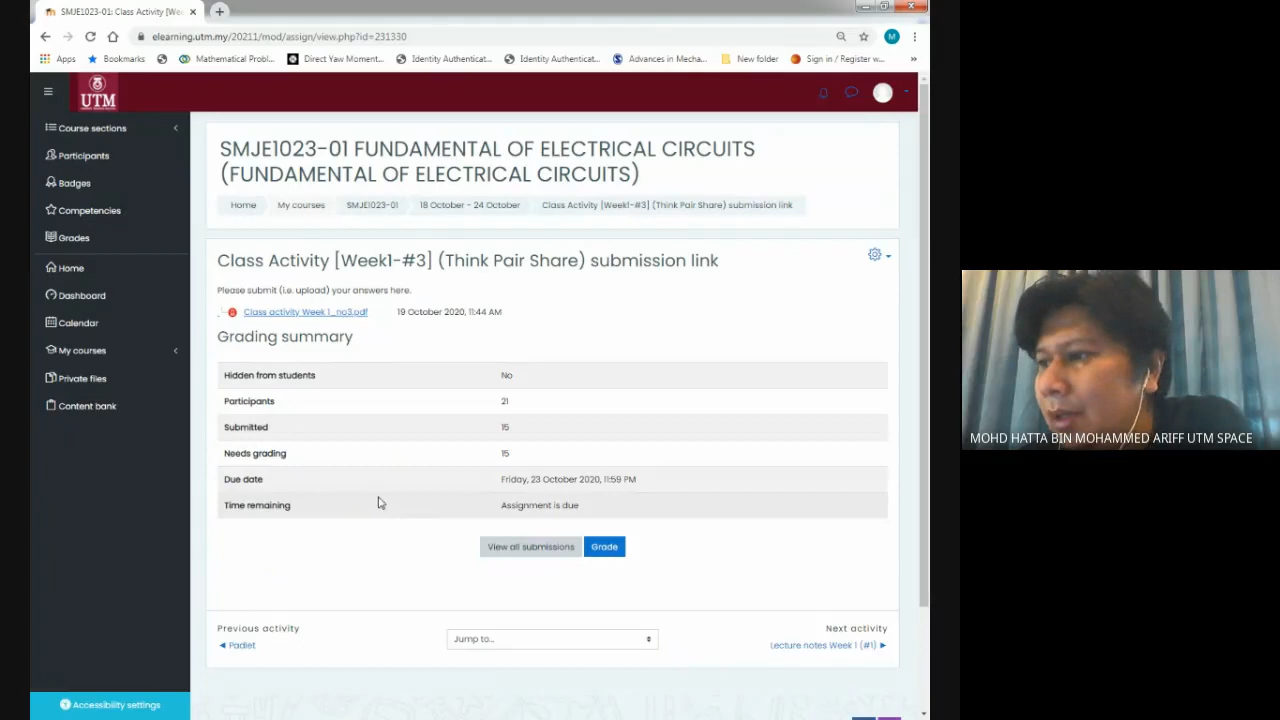 SMJE1023-01: Class Activity [We
elearning.utm.my/20211/mod/assign/view.php?id=231330
M
Apps
Bookmarks
Mathematical Probl...
Direct Yaw Moment...
Identity Authenticat...
Identity Authenticat...
Advances in Mecha...
New folder
Sign in / Register w...
»
UTM
Course sections
Participants
Badges
Competencies
Grades
Home
Dashboard
Calendar
My courses
Private files
Content bank
Accessibility settings
SMJE1023-01 FUNDAMENTAL OF ELECTRICAL CIRCUITS
(FUNDAMENTAL OF ELECTRICAL CIRCUITS)
Home My courses SMJE1023-01 18 October - 24 October Class Activity [Week1-#3] (Think Pair Share) submission link
Class Activity [Week1-#3] (Think Pair Share) submission link
Please submit (i.e. upload) your answers here.
Class activity Week 1_no3.pdf 19 October 2020, 11:44 AM
Grading summary
Hidden from students No
Participants 21
Submitted 15
Needs grading 15
Due date Friday, 23 October 2020, 11:59 PM
Time remaining Assignment is due
View all submissions Grade
Previous activity
◄ Padlet
Jump to...
Next activity
Lecture notes Week 1 (#1) ►
MOHD HATTA BIN MOHAMMED ARIFF UTM SPACE